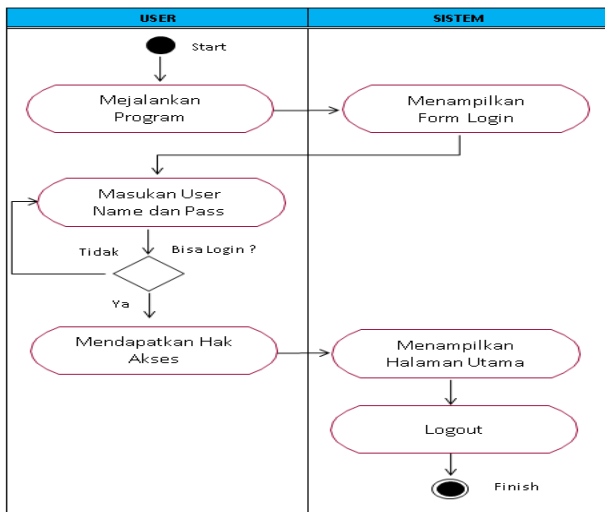 USER
SISTEM
Start
Mejalankan
Program
Menampilkan
Form Login
Masukan User
Name dan Pass
Tidak
Bisa Login ?
Ya
Mendapatkan Hak
Akses
Menampilkan
Halaman Utama
Logout
Finish